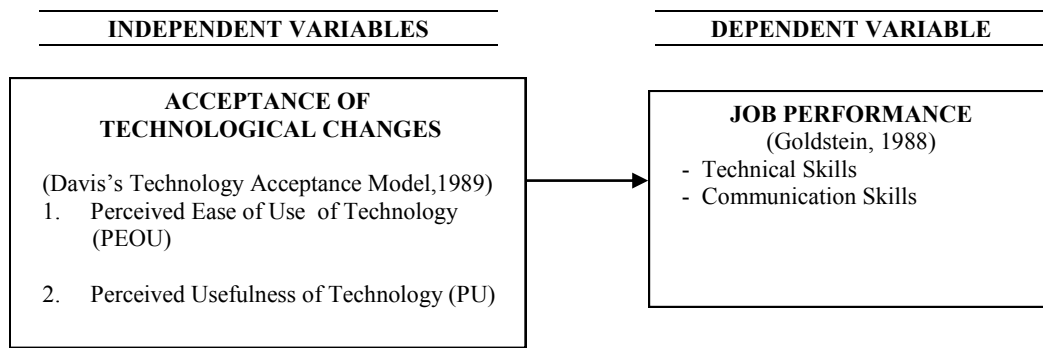 INDEPENDENT VARIABLES
DEPENDENT VARIABLE
ACCEPTANCE OF
TECHNOLOGICAL CHANGES
(Davis's Technology Acceptance Model,1989)
1. Perceived Ease of Use of Technology
(PEOU)
2. Perceived Usefulness of Technology (PU)
JOB PERFORMANCE
(Goldstein, 1988)
- Technical Skills
- Communication Skills